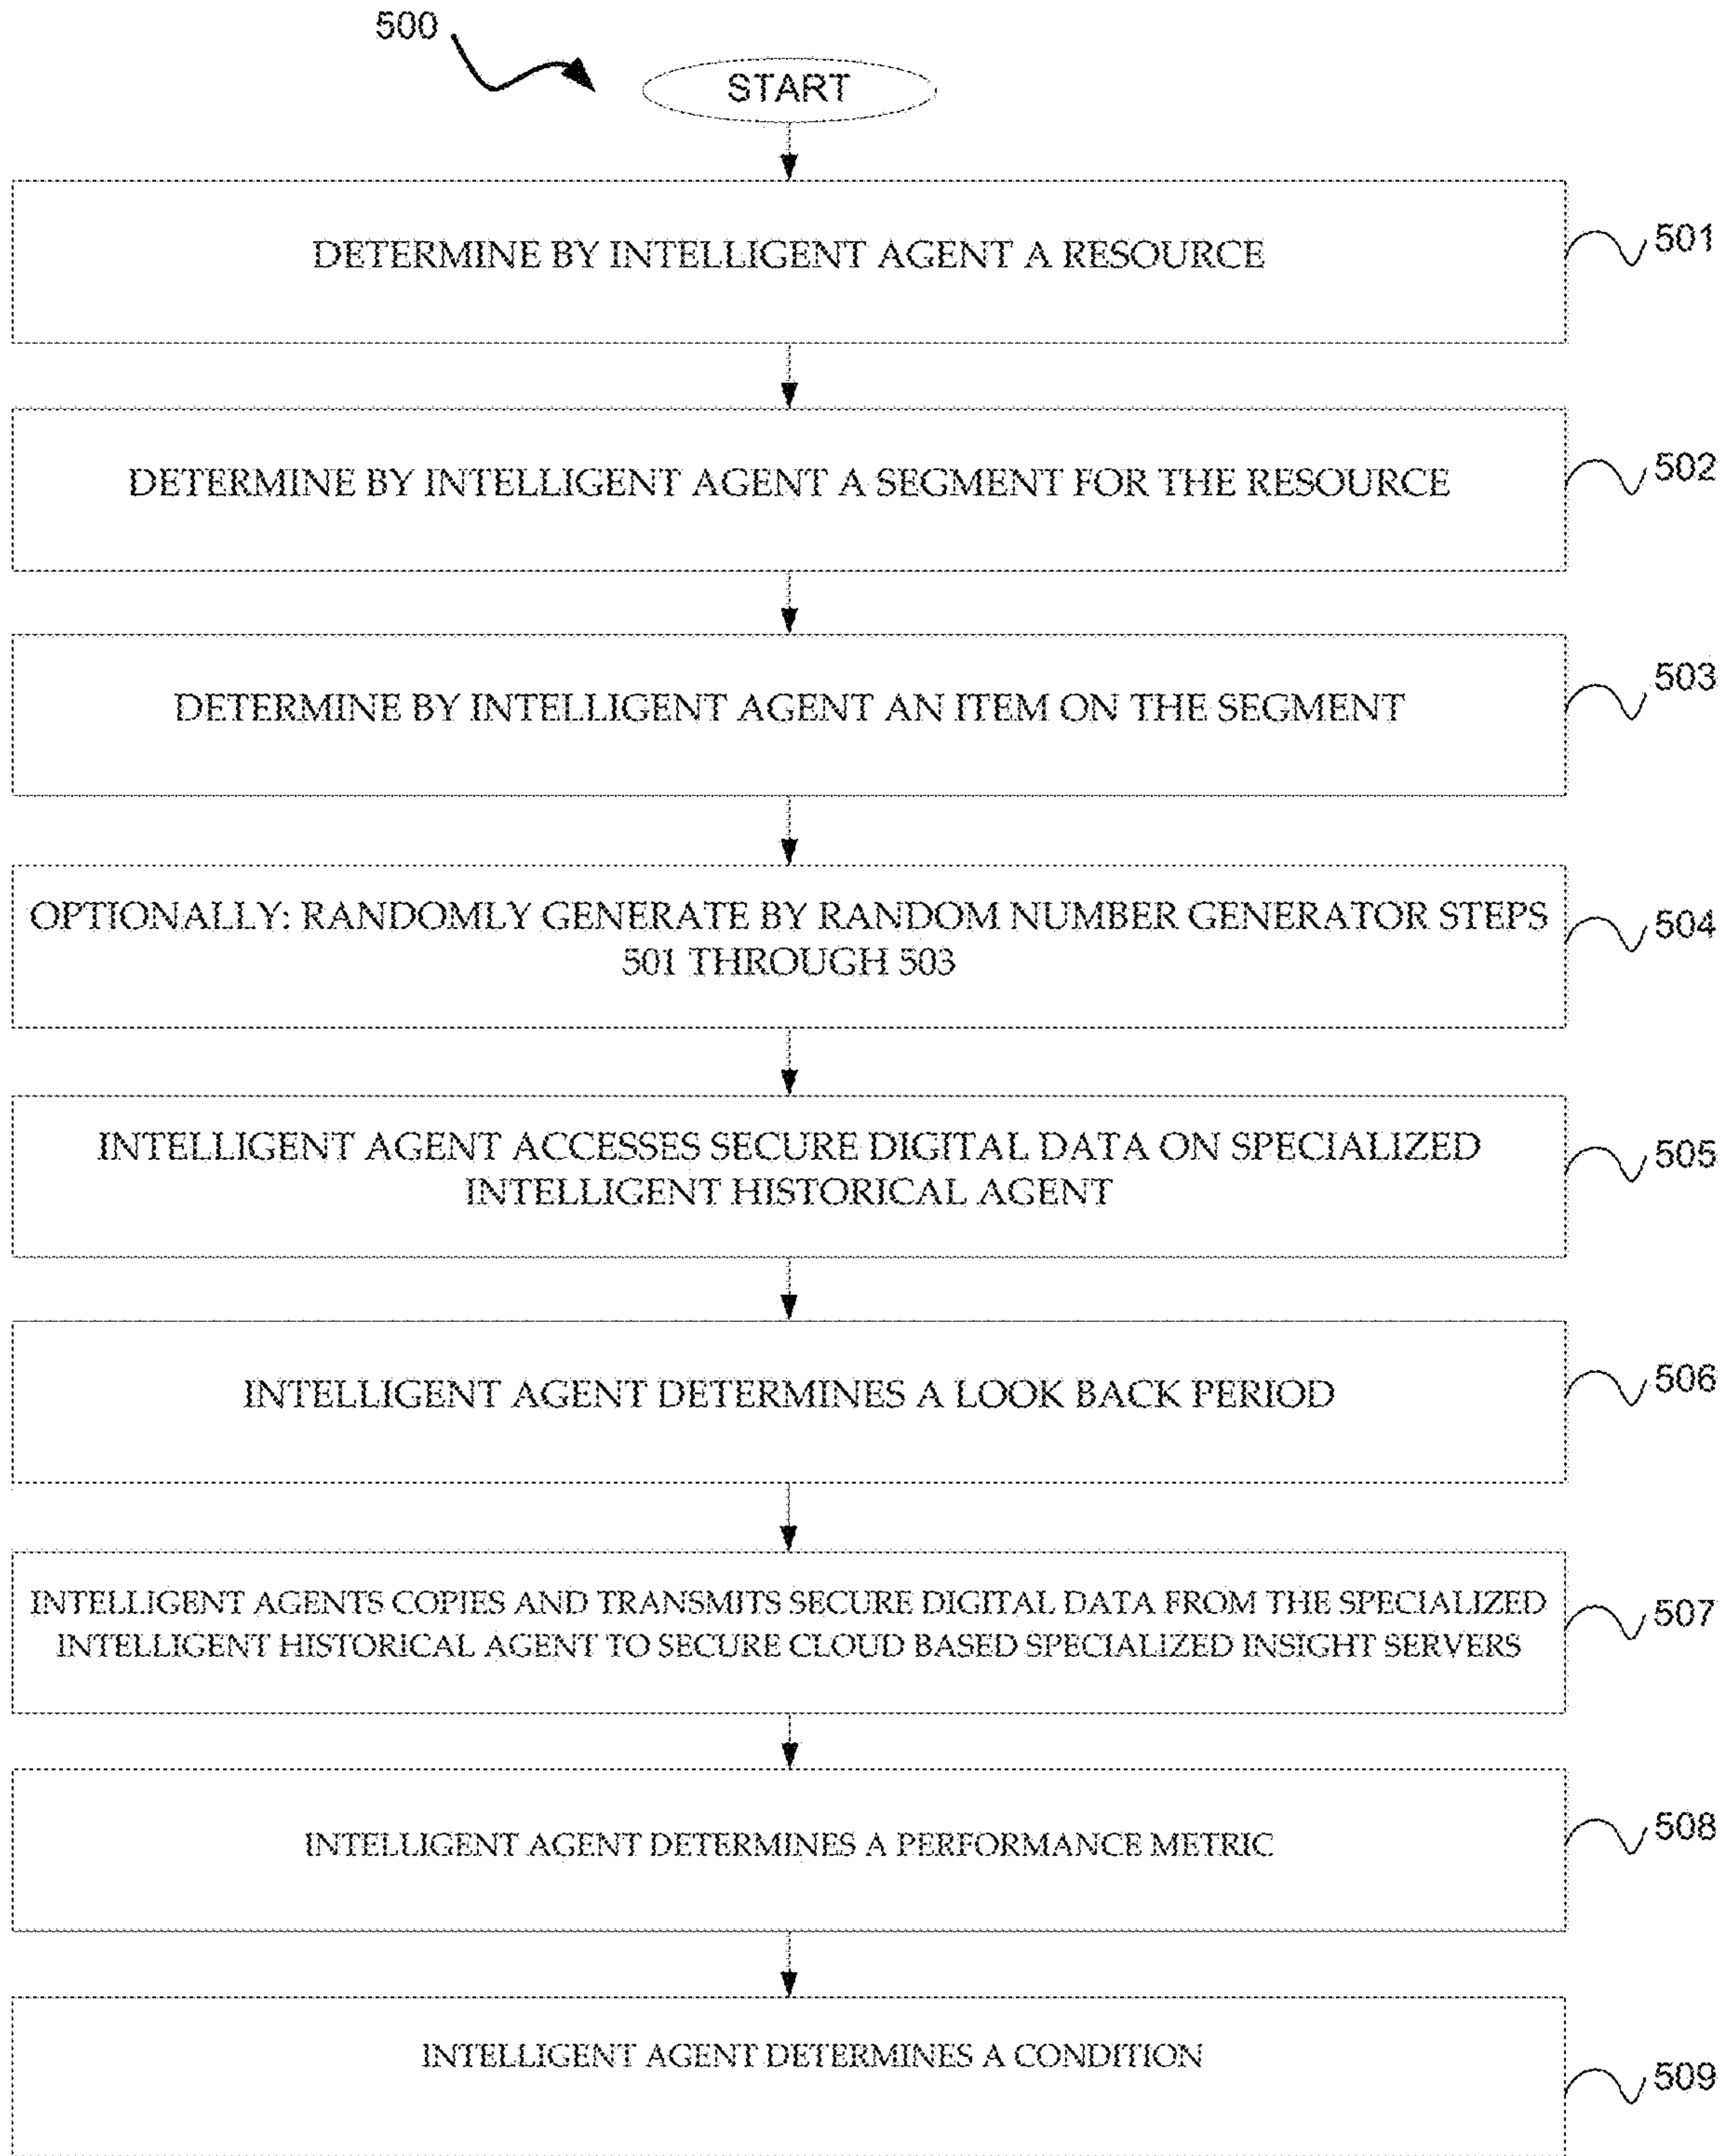 500
START
DETERMINE BY INTELLIGENT AGENT A RESOURCE
501
DETERMINE BY INTELLIGENT AGENT A SEGMENT FOR THE RESOURCE
502
DETERMINE BY INTELLIGENT AGENT AN ITEM ON THE SEGMENT
503
OPTIONALLY: RANDOMLY GENERATE BY RANDOM NUMBER GENERATOR STEPS
501 THROUGH 503
504
INTELLIGENT AGENT ACCESSES SECURE DIGITAL DATA ON SPECIALIZED
INTELLIGENT HISTORICAL AGENT
505
INTELLIGENT AGENT DETERMINES A LOOK BACK PERIOD
506
INTELLIGENT AGENTS COPIES AND TRANSMITS SECURE DIGITAL DATA FROM THE SPECIALIZED
INTELLIGENT HISTORICAL AGENT TO SECURE CLOUD BASED SPECIALIZED INSIGHT SERVERS
507
INTELLIGENT AGENT DETERMINES A PERFORMANCE METRIC
508
INTELLIGENT AGENT DETERMINES A CONDITION
509